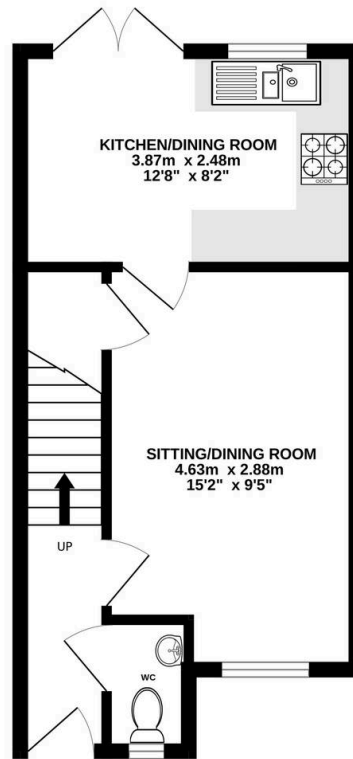 KITCHEN/DINING ROOM
3.87m x 2.48m
12'8" x 8'2"
SITTING/DINING ROOM
4.63m x 2.88m
15'2" x 9'5"
UP
WC